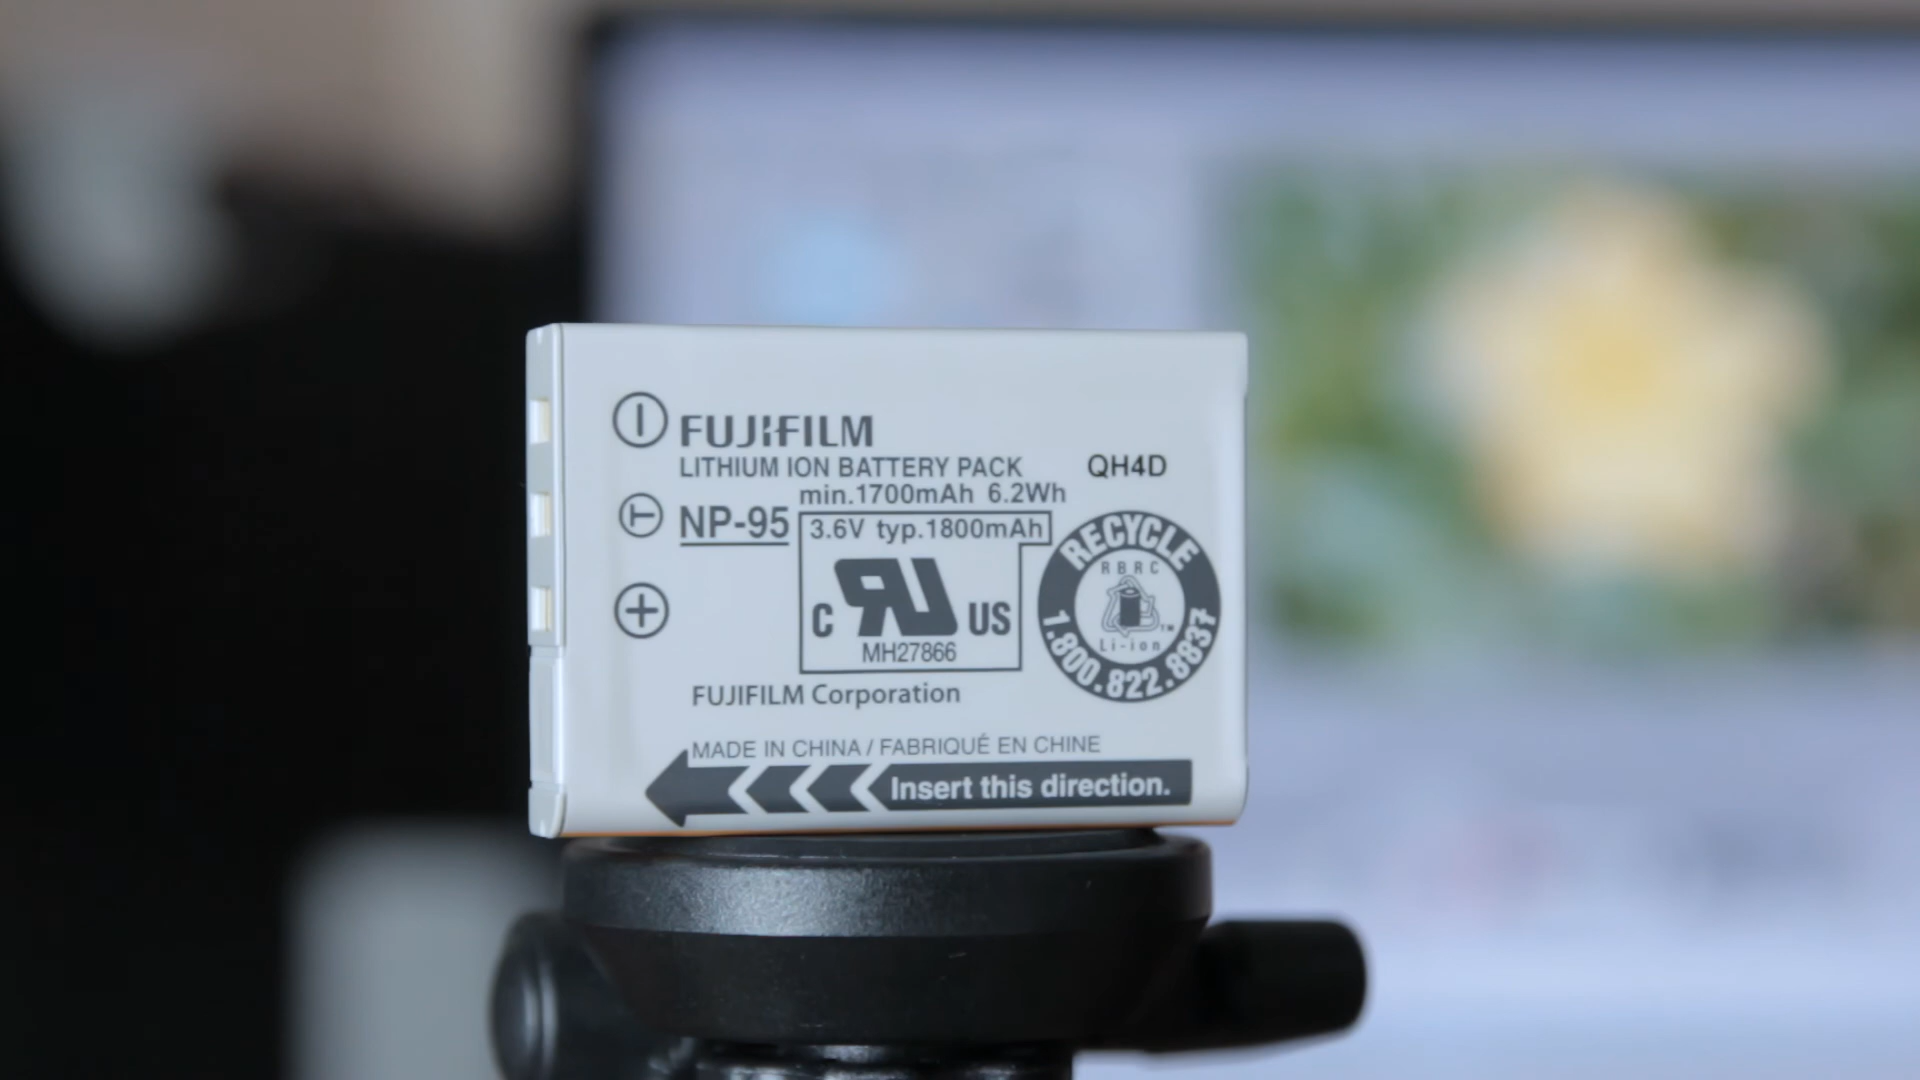 FUJIFILM
LITHIUM ION BATTERY PACK
QH4D
min.1700mAh 6.2Wh
NP-95
3.6V typ.1800mAh
C RU US
MH27866
RECYCLE
RBRC
Li-ion
1.800.822.8837
FUJIFILM Corporation
MADE IN CHINA / FABRIQUÉ EN CHINE
Insert this direction.